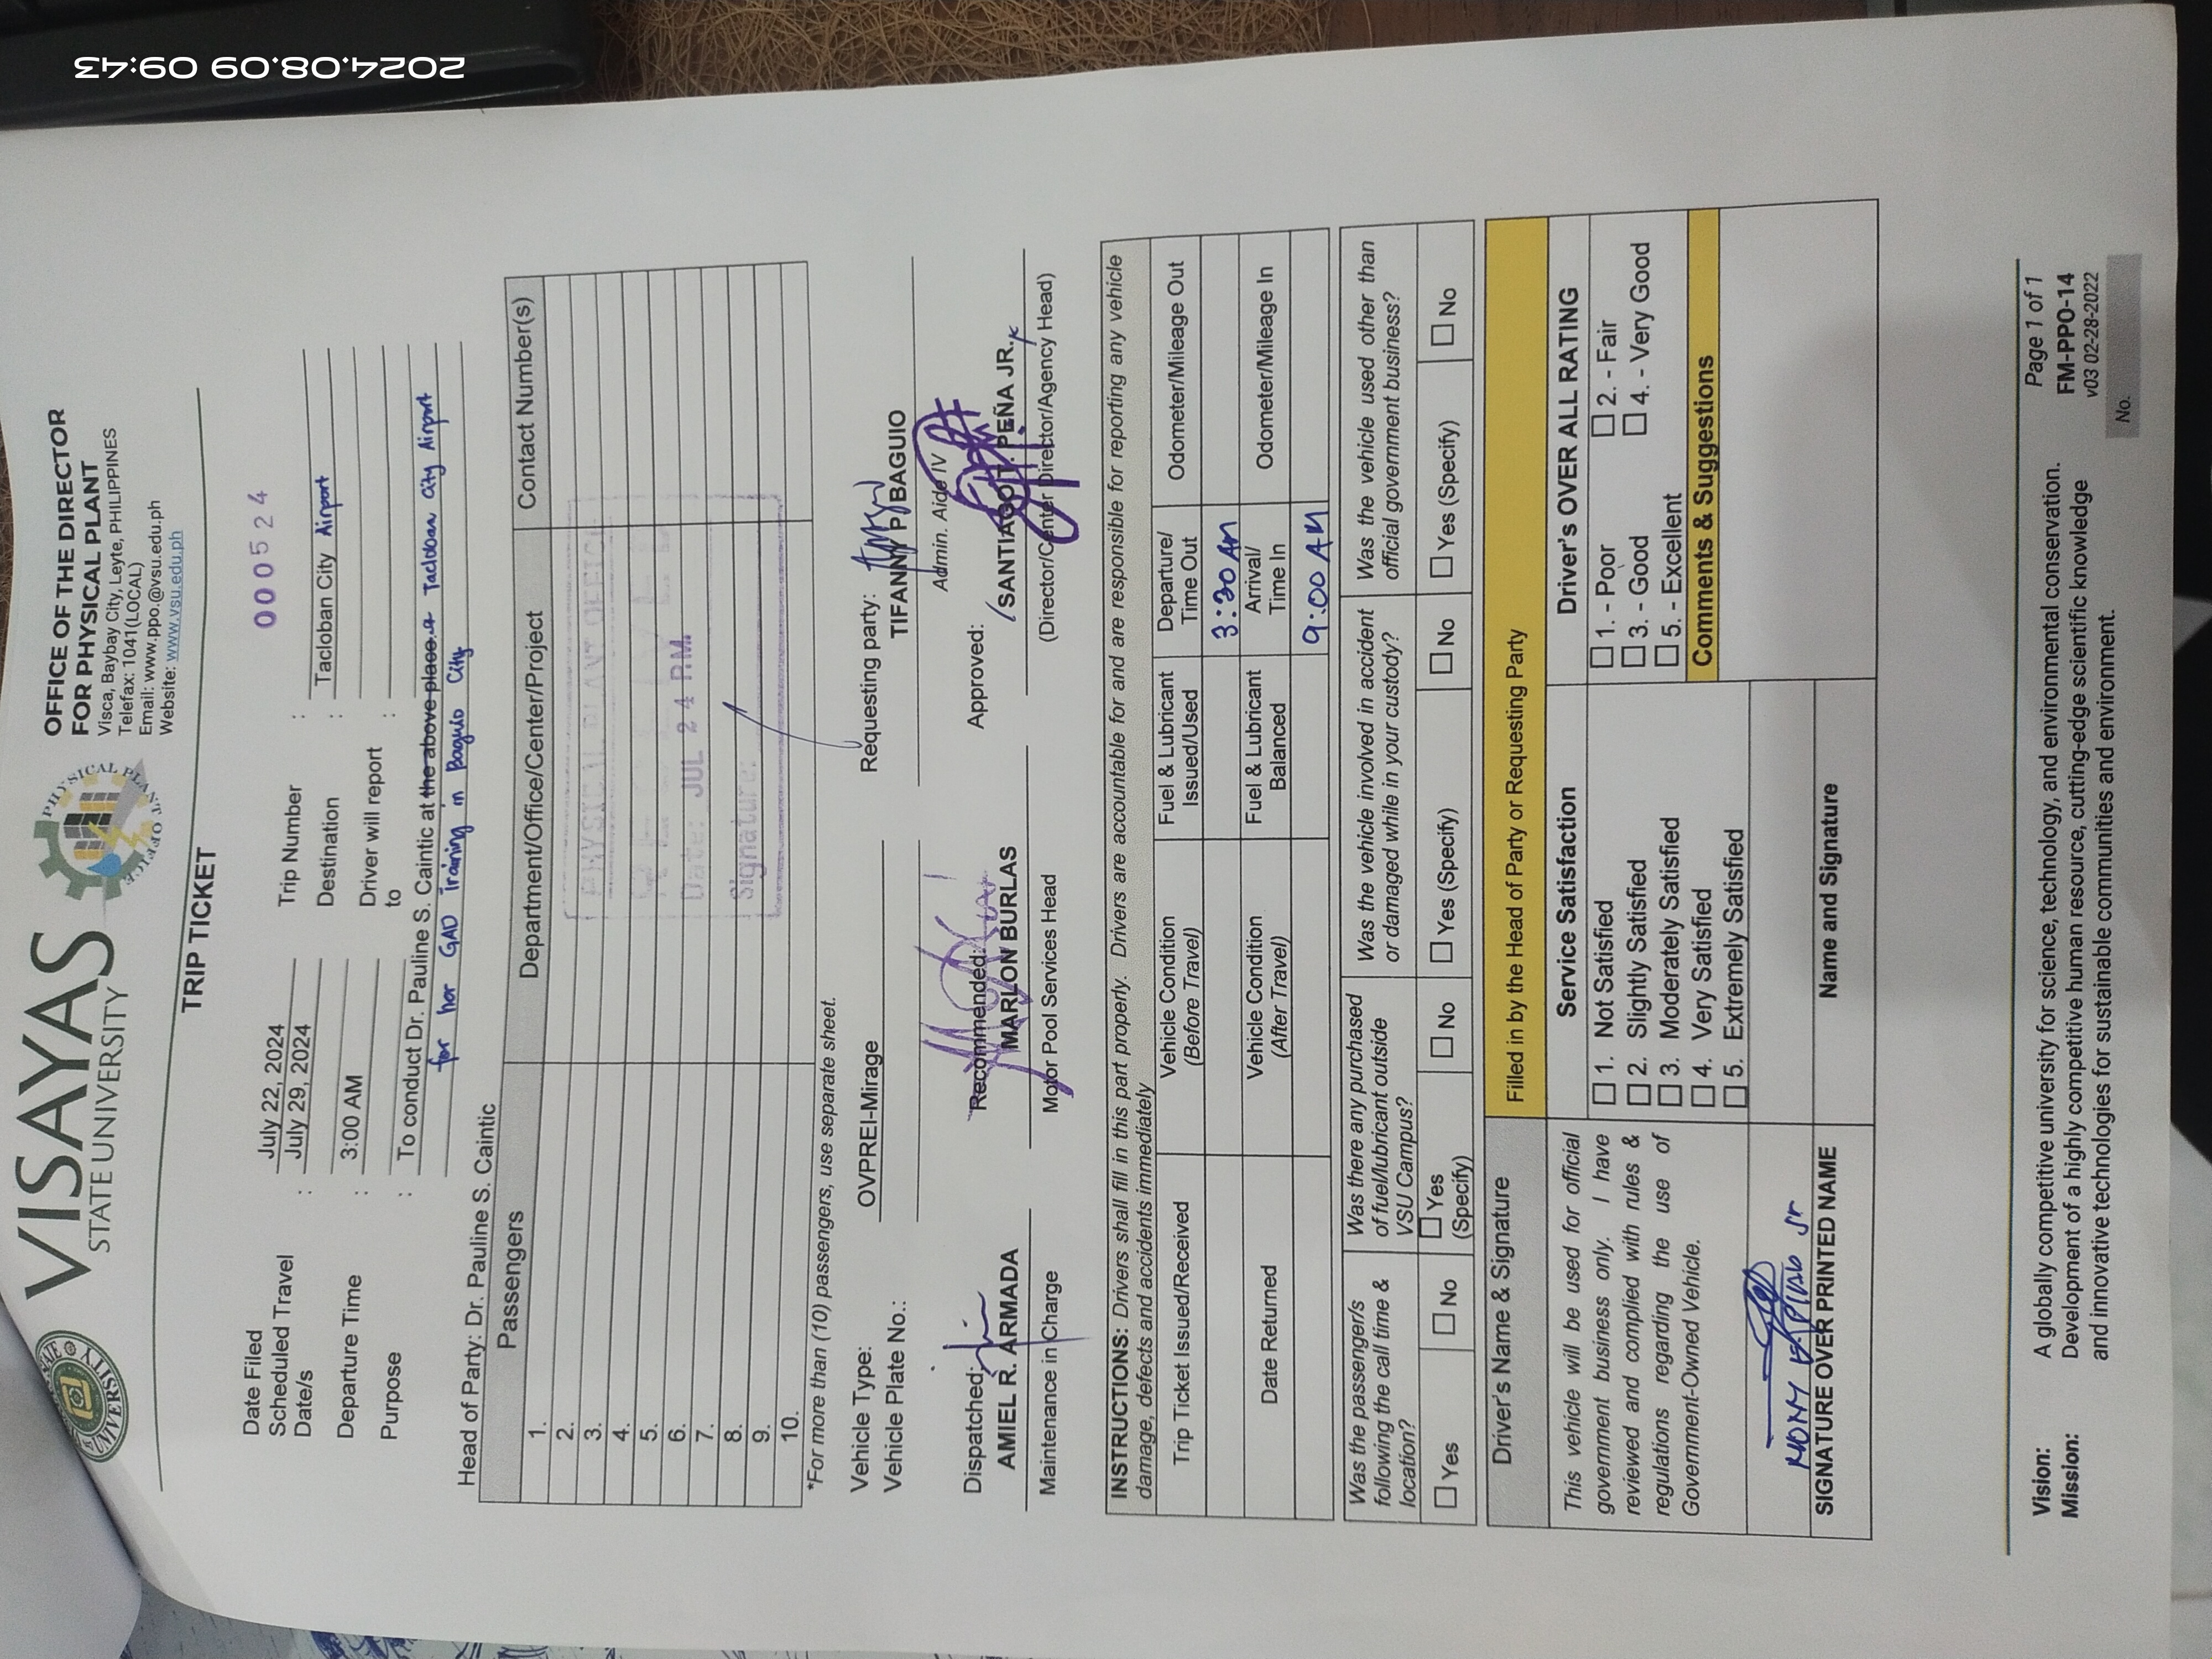 2024.08.09 09:43
VISAYAS
STATE UNIVERSITY
PHYSICAL PLANT OFFICE
OFFICE OF THE DIRECTOR
FOR PHYSICAL PLANT
Visca, Baybay City, Leyte, PHILIPPINES
Telefax: 1041(LOCAL)
Email: www.ppo.@vsu.edu.ph
Website: www.vsu.edu.ph
TRIP TICKET
000524
Date Filed July 22, 2024 Trip Number :
Scheduled Travel Date/s : July 29, 2024 Destination : Tacloban City Airport
Departure Time : 3:00 AM Driver will report to :
Purpose : To conduct Dr. Pauline S. Caintic at the above place. Tacloban City Airport
for her GAD Training in Baguio City
Head of Party: Dr. Pauline S. Caintic
Passengers Department/Office/Center/Project Contact Number(s)
1.
2.
3.
4.
5.
6.
7.
8.
9.
10.
PHYSICAL PLANT OFFICE
Date: JUL 24 P.M.
Signature:
*For more than (10) passengers, use separate sheet.
Vehicle Type: OVPREI-Mirage
Vehicle Plate No.:
Requesting party:
TIFANNY P. BAGUIO
Admin. Aide IV
Dispatched: Recommended: Approved:
AMIEL R. ARMADA MARLON BURLAS SANTIAGO T. PEÑA JR.
Maintenance in Charge Motor Pool Services Head (Director/Center Director/Agency Head)
INSTRUCTIONS: Drivers shall fill in this part properly. Drivers are accountable for and are responsible for reporting any vehicle
damage, defects and accidents immediately
Trip Ticket Issued/Received Vehicle Condition (Before Travel) Fuel & Lubricant Issued/Used Departure/ Time Out Odometer/Mileage Out
3:30 AM
Date Returned Vehicle Condition (After Travel) Fuel & Lubricant Balanced Arrival/ Time In Odometer/Mileage In
9:00 AM
Was the passenger/s following the call time & location? Was there any purchased of fuel/lubricant outside VSU Campus? Was the vehicle involved in accident or damaged while in your custody? Was the vehicle used other than official government business?
Yes No Yes (Specify) No Yes (Specify) No Yes (Specify) No
Driver's Name & Signature
Filled in by the Head of Party or Requesting Party
This vehicle will be used for official
government business only. I have
reviewed and complied with rules &
regulations regarding the use of
Government-Owned Vehicle.
SIGNATURE OVER PRINTED NAME
Service Satisfaction
1. Not Satisfied
2. Slightly Satisfied
3. Moderately Satisfied
4. Very Satisfied
5. Extremely Satisfied
Name and Signature
Driver's OVER ALL RATING
1. - Poor 2. - Fair
3. - Good 4. - Very Good
5. - Excellent
Comments & Suggestions
Vision: A globally competitive university for science, technology, and environmental conservation.
Mission: Development of a highly competitive human resource, cutting-edge scientific knowledge
and innovative technologies for sustainable communities and environment.
Page 1 of 1
FM-PPO-14
v03 02-28-2022
No.